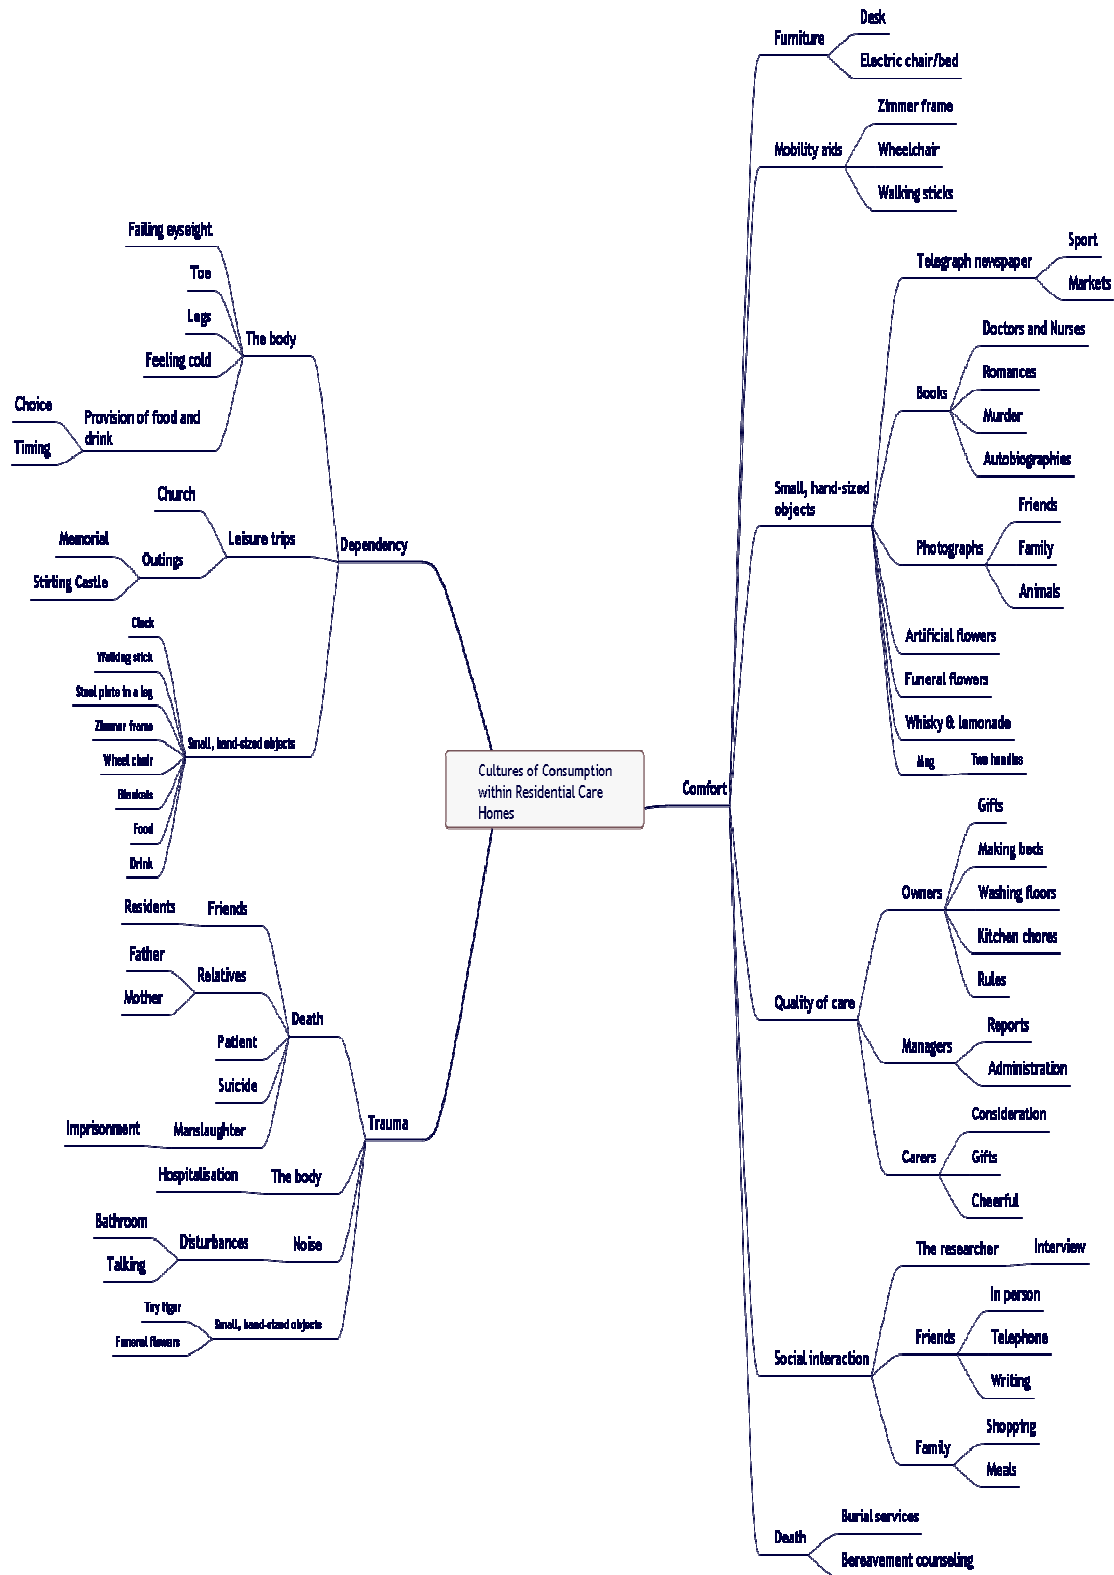 Desk
Furniture
Electric chair/bed
Zimmer frame
Mobility aids
Wheelchair
Walking sticks
Sport
Telegraph newspaper
Markets
Doctors and Nurses
Romances
Books
Murder
Autobiographies
Small, hand-sized
objects
Friends
Photographs
Family
Animals
Artificial flowers
Funeral flowers
Whisky & lemonade
Mug
Two handles
Comfort
Gifts
Making beds
Owners
Washing floors
Kitchen chores
Rules
Quality of care
Reports
Managers
Administration
Consideration
Carers
Gifts
Cheerful
The researcher
Interview
In person
Friends
Telephone
Writing
Social interaction
Shopping
Family
Meals
Burial services
Death
Bereavement counseling
Cultures of Consumption
within Residential Care
Homes
Failing eyseight
Toe
Legs
The body
Feeling cold
Choice
Provision of food and
drink
Timing
Church
Leisure trips
Memorial
Outings
Stirling Castle
Dependency
Clock
Walking stick
Steel plate in a leg
Zimmer frame
Small, hand-sized objects
Wheel chair
Blankets
Food
Drink
Residents
Friends
Father
Relatives
Mother
Death
Patient
Suicide
Imprisonment
Manslaughter
Trauma
Hospitalisation
The body
Bathroom
Disturbances
Noise
Talking
Tiny tiger
Small, hand-sized objects
Funeral flowers